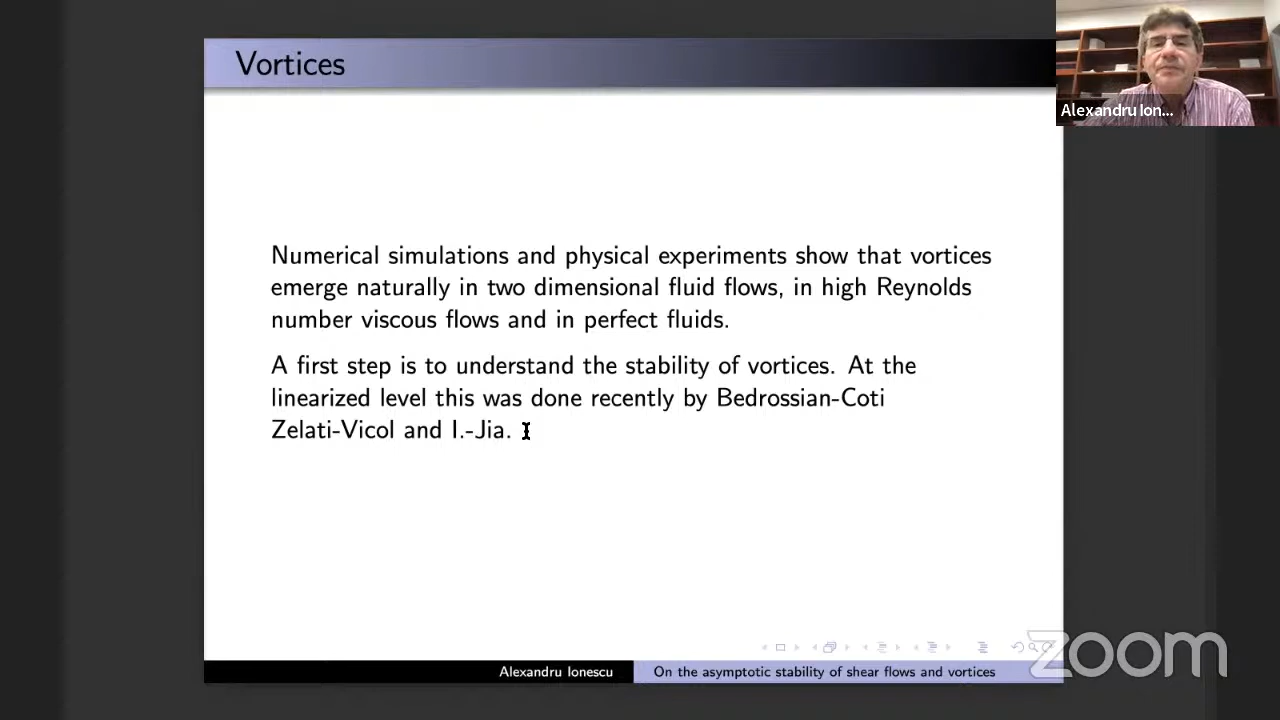 Vortices
Alexandru Ion...
Numerical simulations and physical experiments show that vortices
emerge naturally in two dimensional fluid flows, in high Reynolds
number viscous flows and in perfect fluids.
A first step is to understand the stability of vortices. At the
linearized level this was done recently by Bedrossian-Coti
Zelati-Vicol and I.-Jia.
zoom
Alexandru Ionescu
On the asymptotic stability of shear flows and vortices